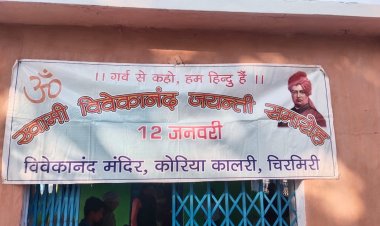 ॐ
।। गर्व से कहो, हम हिन्दु हैं ।।
स्वामी विवेकानंद जयन्ती समारोह
12 जनवरी
विवेकानंद मंदिर, कोरिया कालरी, चिरमिरी